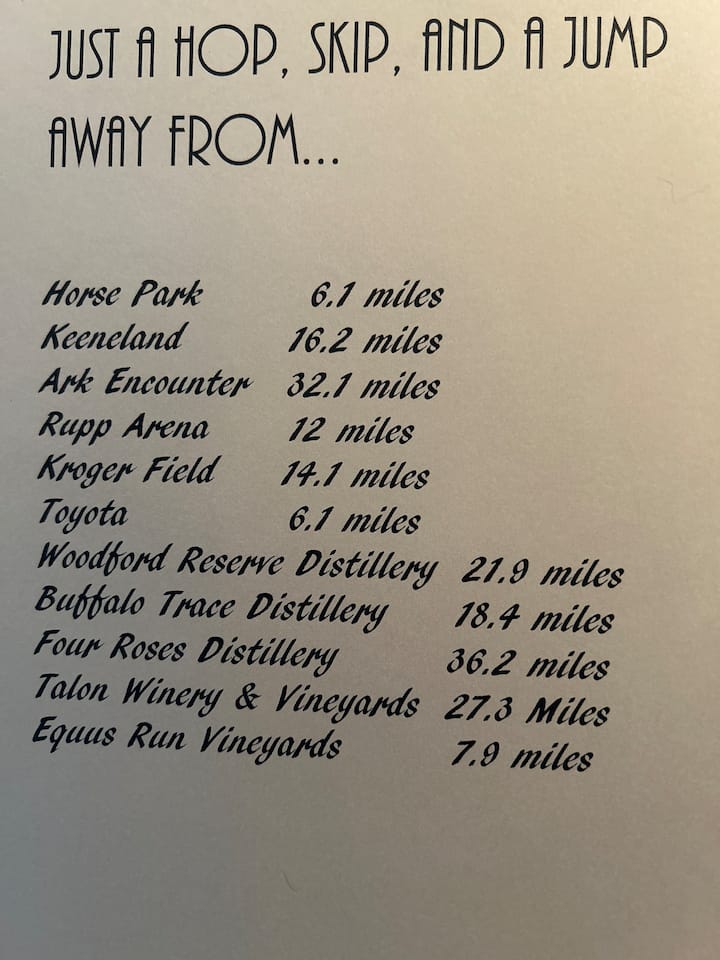 JUST A HOP, SKIP, AND A JUMP
AWAY FROM...
Horse Park 6.1 miles
Keeneland 16.2 miles
Ark Encounter 32.1 miles
Rupp Arena 12 miles
Kroger Field 14.1 miles
Toyota 6.1 miles
Woodford Reserve Distillery 21.9 miles
Buffalo Trace Distillery 18.4 miles
Four Roses Distillery 36.2 miles
Talon Winery & Vineyards 27.3 Miles
Equus Run Vineyards 7.9 miles